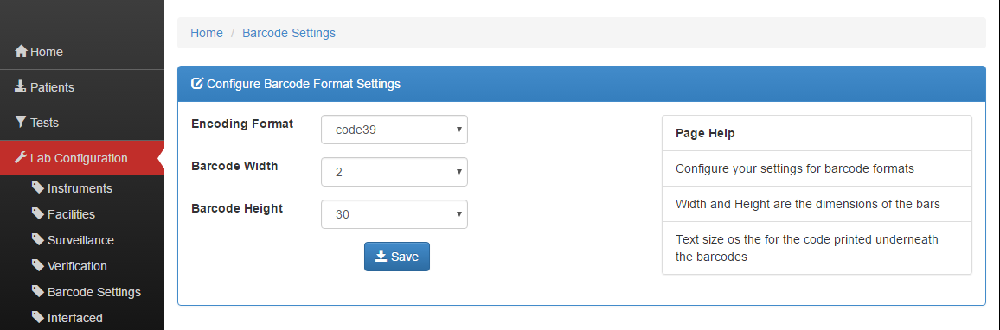 Home
Patients
Tests
Lab Configuration
Instruments
Facilities
Surveillance
Verification
Barcode Settings
Interfaced
Home / Barcode Settings
Configure Barcode Format Settings
Encoding Format code39
Barcode Width 2
Barcode Height 30
Save
Page Help
Configure your settings for barcode formats
Width and Height are the dimensions of the bars
Text size os the for the code printed underneath
the barcodes